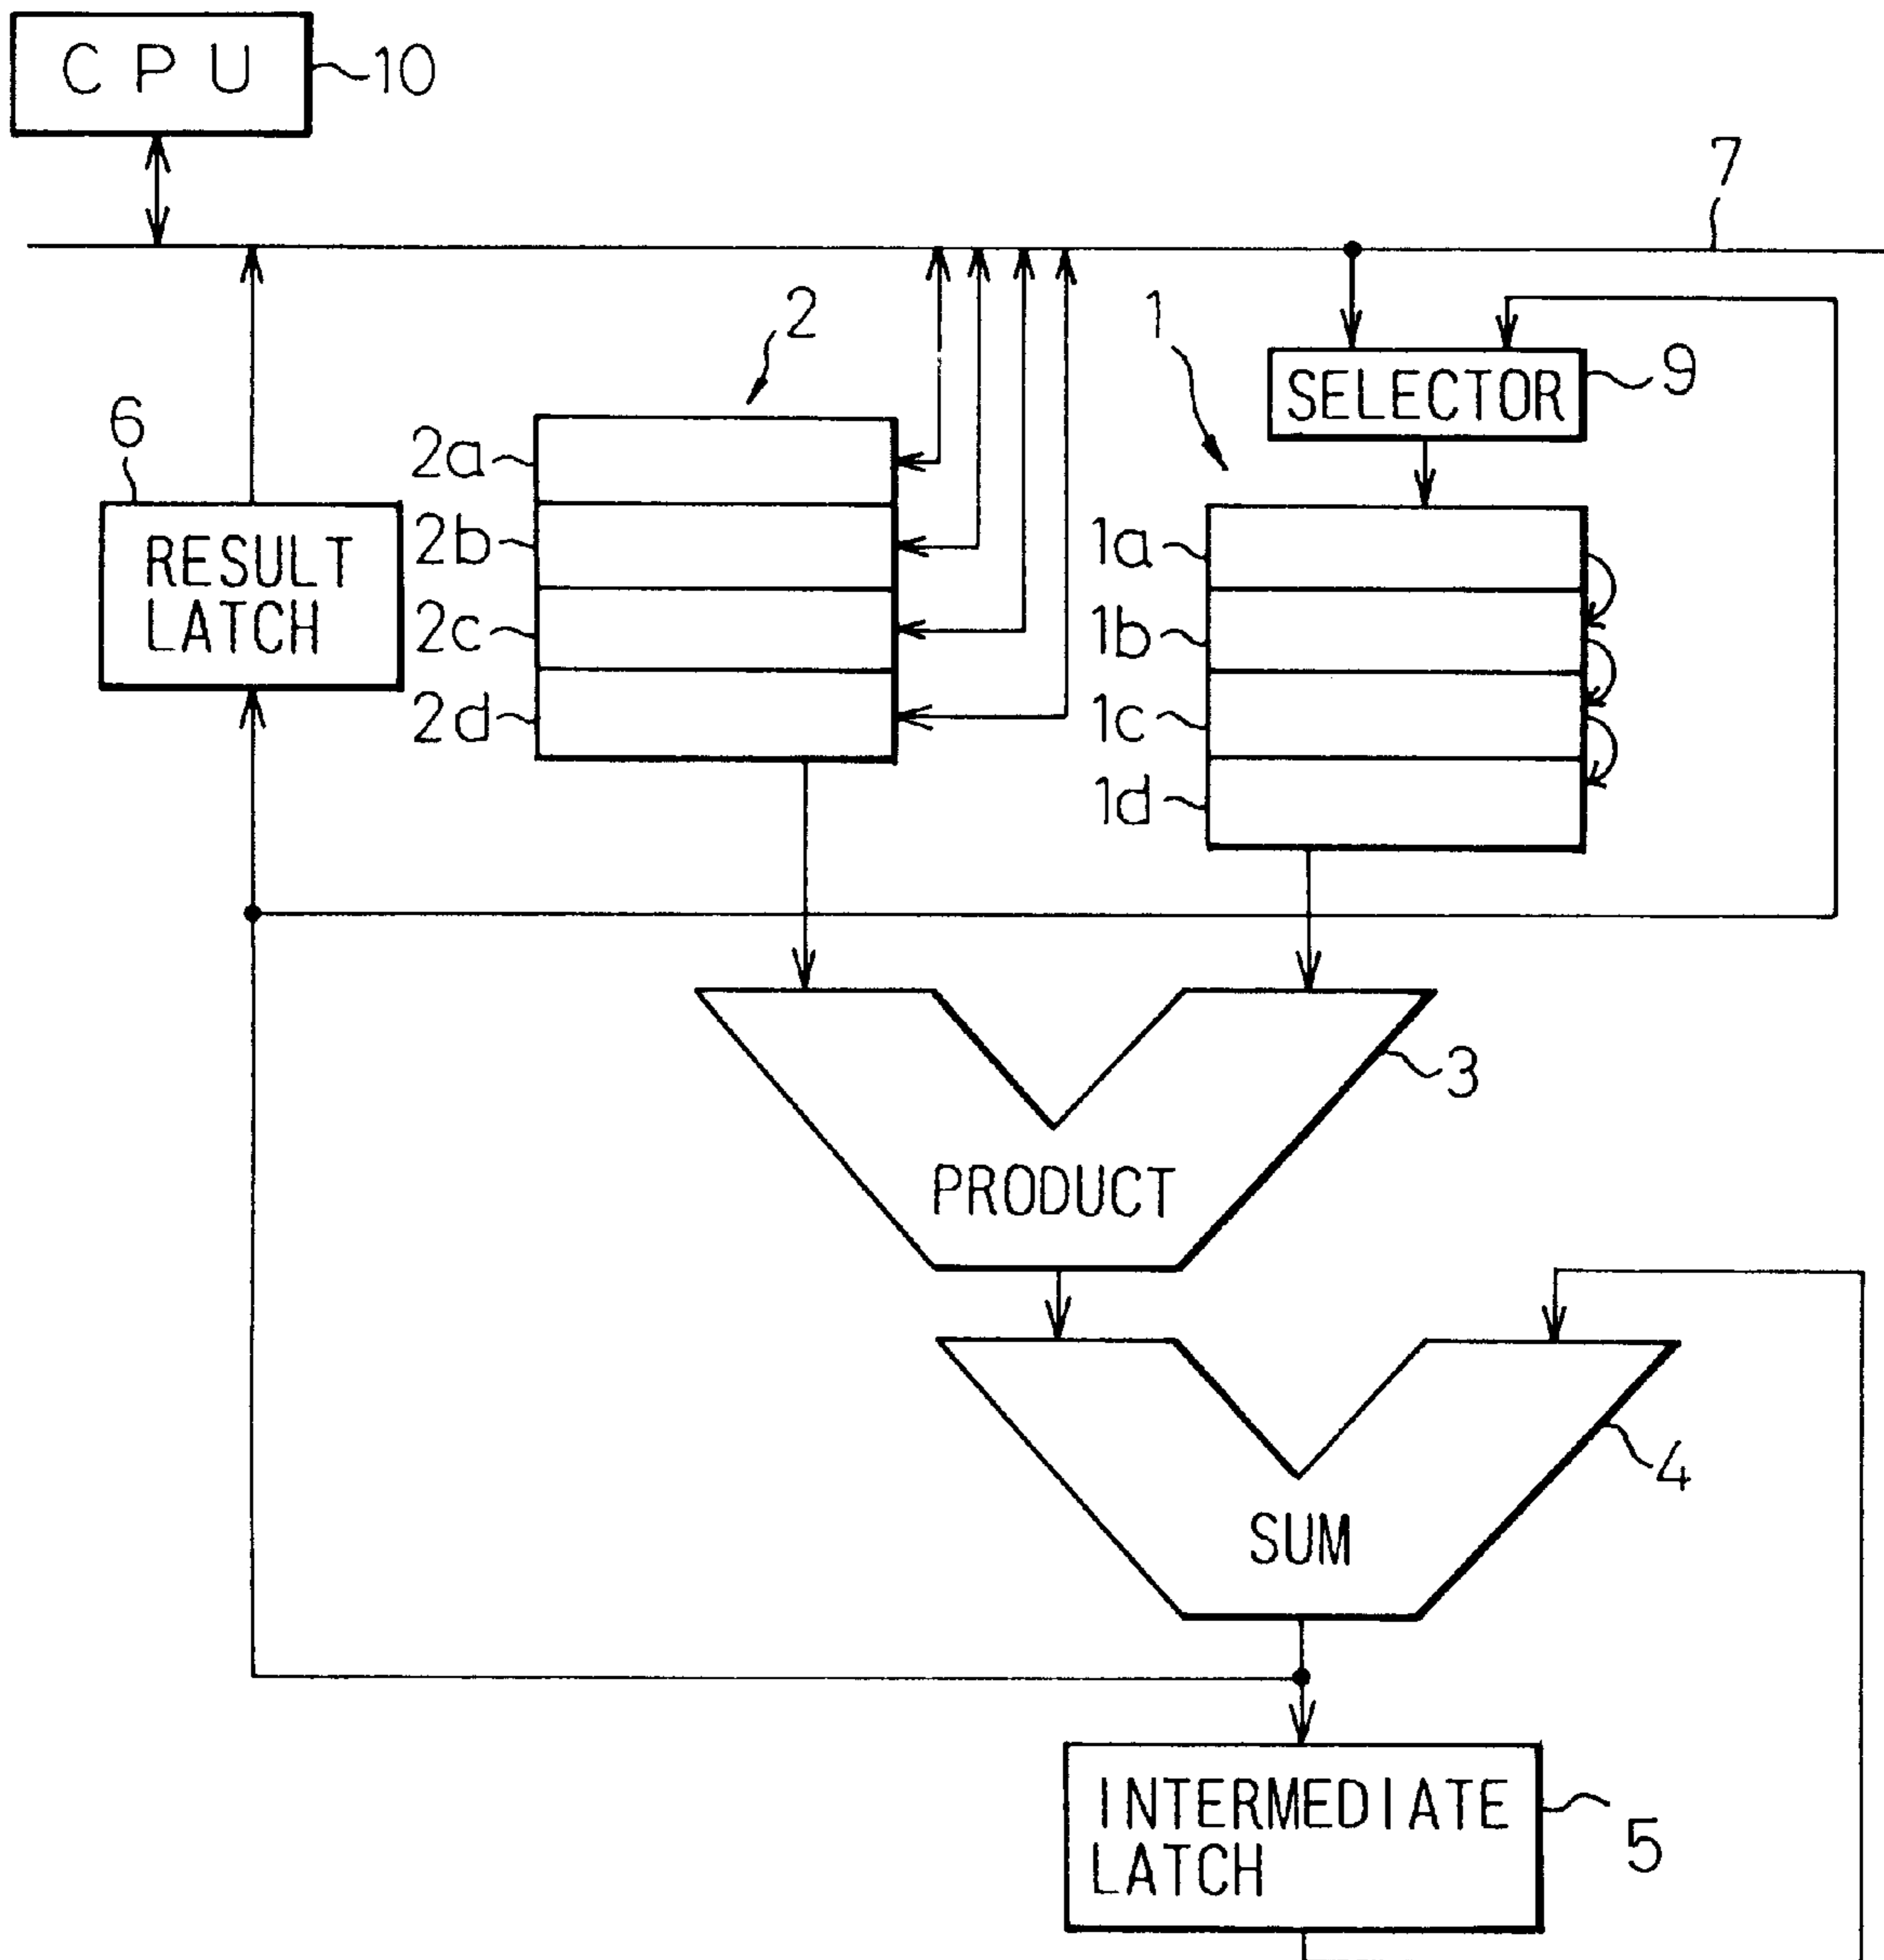 CPU
10
7
2
1
SELECTOR
9
6
2a
2b
2c
2d
RESULT
LATCH
1a
1b
1c
1d
3
PRODUCT
4
SUM
INTERMEDIATE
LATCH
5